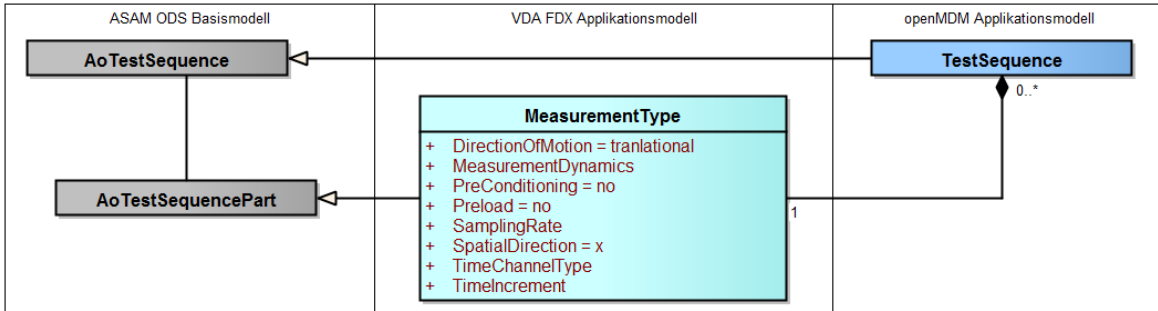 ASAM ODS Basismodell
VDA FDX Applikationsmodell
openMDM Applikationsmodell
AoTestSequence
TestSequence
0..*
MeasurementType
+ DirectionOfMotion = tranlational
+ MeasurementDynamics
+ PreConditioning = no
+ Preload = no
+ SamplingRate
+ SpatialDirection = x
+ TimeChannelType
+ TimeIncrement
AoTestSequencePart
1